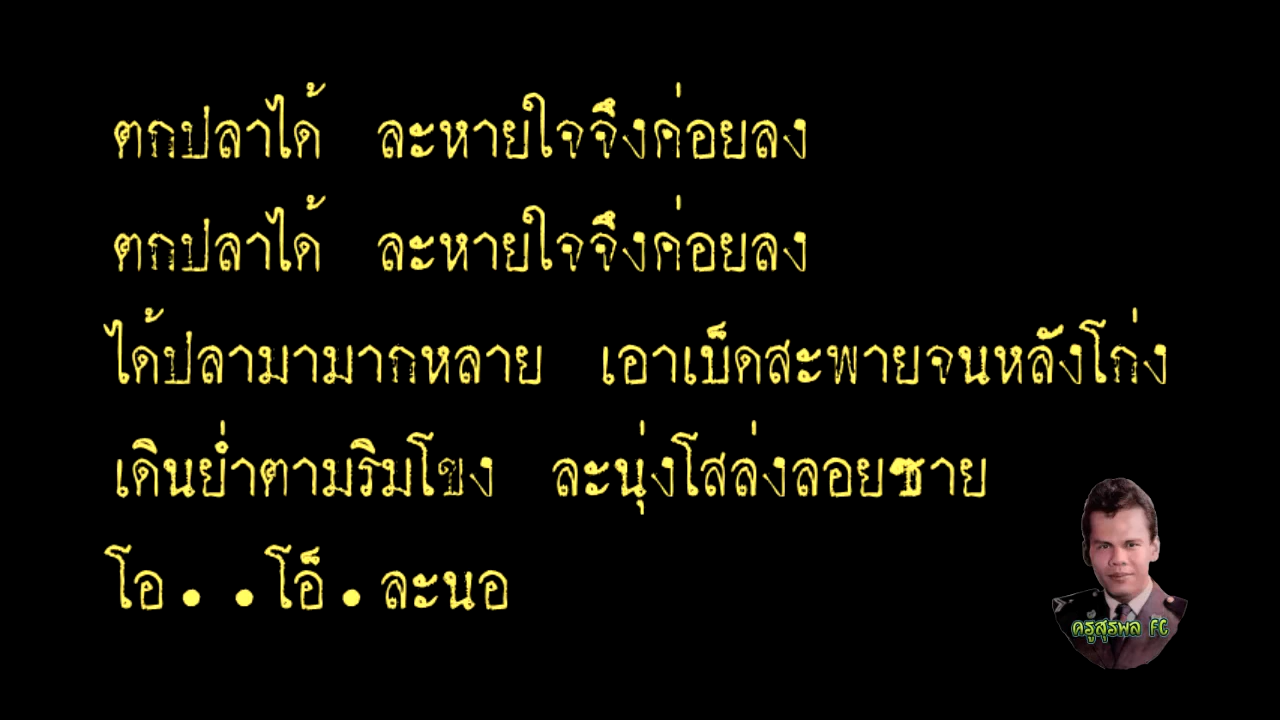 ตกปลาได้ ละหายใจจึงค่อยลง
ตกปลาได้ ละหายใจจึงค่อยลง
ได้ปลามามากหลาย เอาเบ็ดสะพายจนหลังโก่ง
เดินย่ำตามริมโขง ละนุ่งโสล่งลอยซาย
โอ..โอ็.ละนอ
ครูสุรพล FC